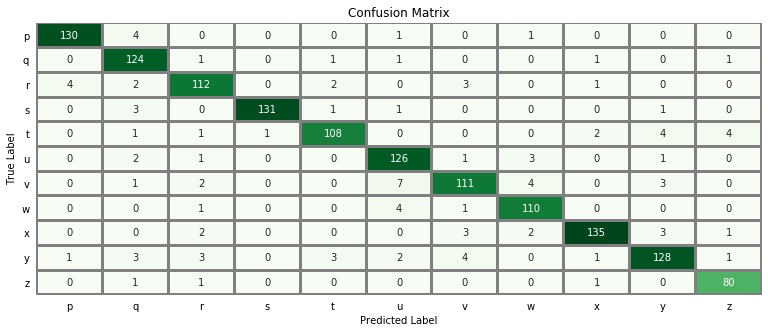 Confusion Matrix
p 130 4 0 0 0 1 0 1 0 0 0
q 0 124 1 0 1 1 0 0 1 0 1
r 4 2 112 0 2 0 3 0 1 0 0
s 0 3 0 131 1 1 0 0 0 1 0
t 0 1 1 1 108 0 0 0 2 4 4
u 0 2 1 0 0 126 1 3 0 1 0
v 0 1 2 0 0 7 111 4 0 3 0
w 0 0 1 0 0 4 1 110 0 0 0
x 0 0 2 0 0 0 3 2 135 3 1
y 1 3 3 0 3 2 4 0 1 128 1
z 0 1 1 0 0 0 0 0 1 0 80
p q r s t u v w x y z
True Label
Predicted Label